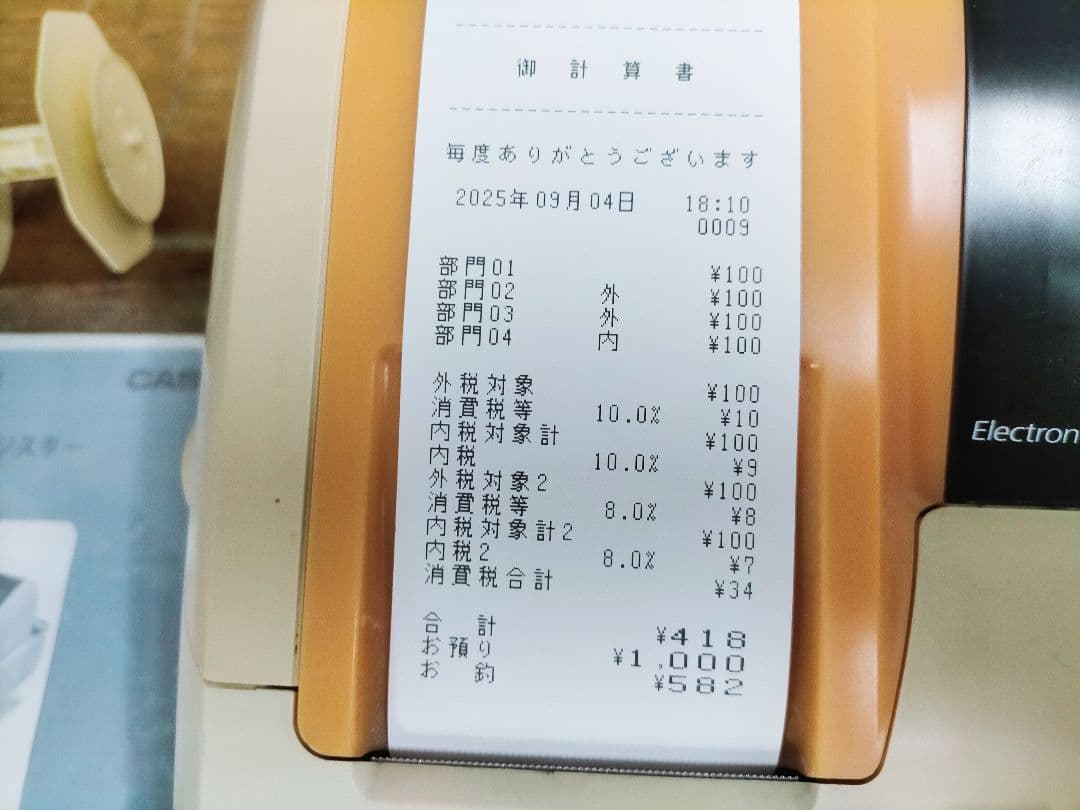 御計算書
毎度ありがとうございます
2025年09月04日 18:10
0009
部門01 ¥100
部門02 外 ¥100
部門03 外 ¥100
部門04 内 ¥100
外税対象 ¥100
消費税等 10.0% ¥10
内税対象計 ¥100
内税 10.0% ¥9
外税対象2 ¥100
消費税等 8.0% ¥8
内税対象計2 ¥100
内税2 8.0% ¥7
消費税合計 ¥34
合計 ¥418
お預り ¥1,000
お釣 ¥582
Electron